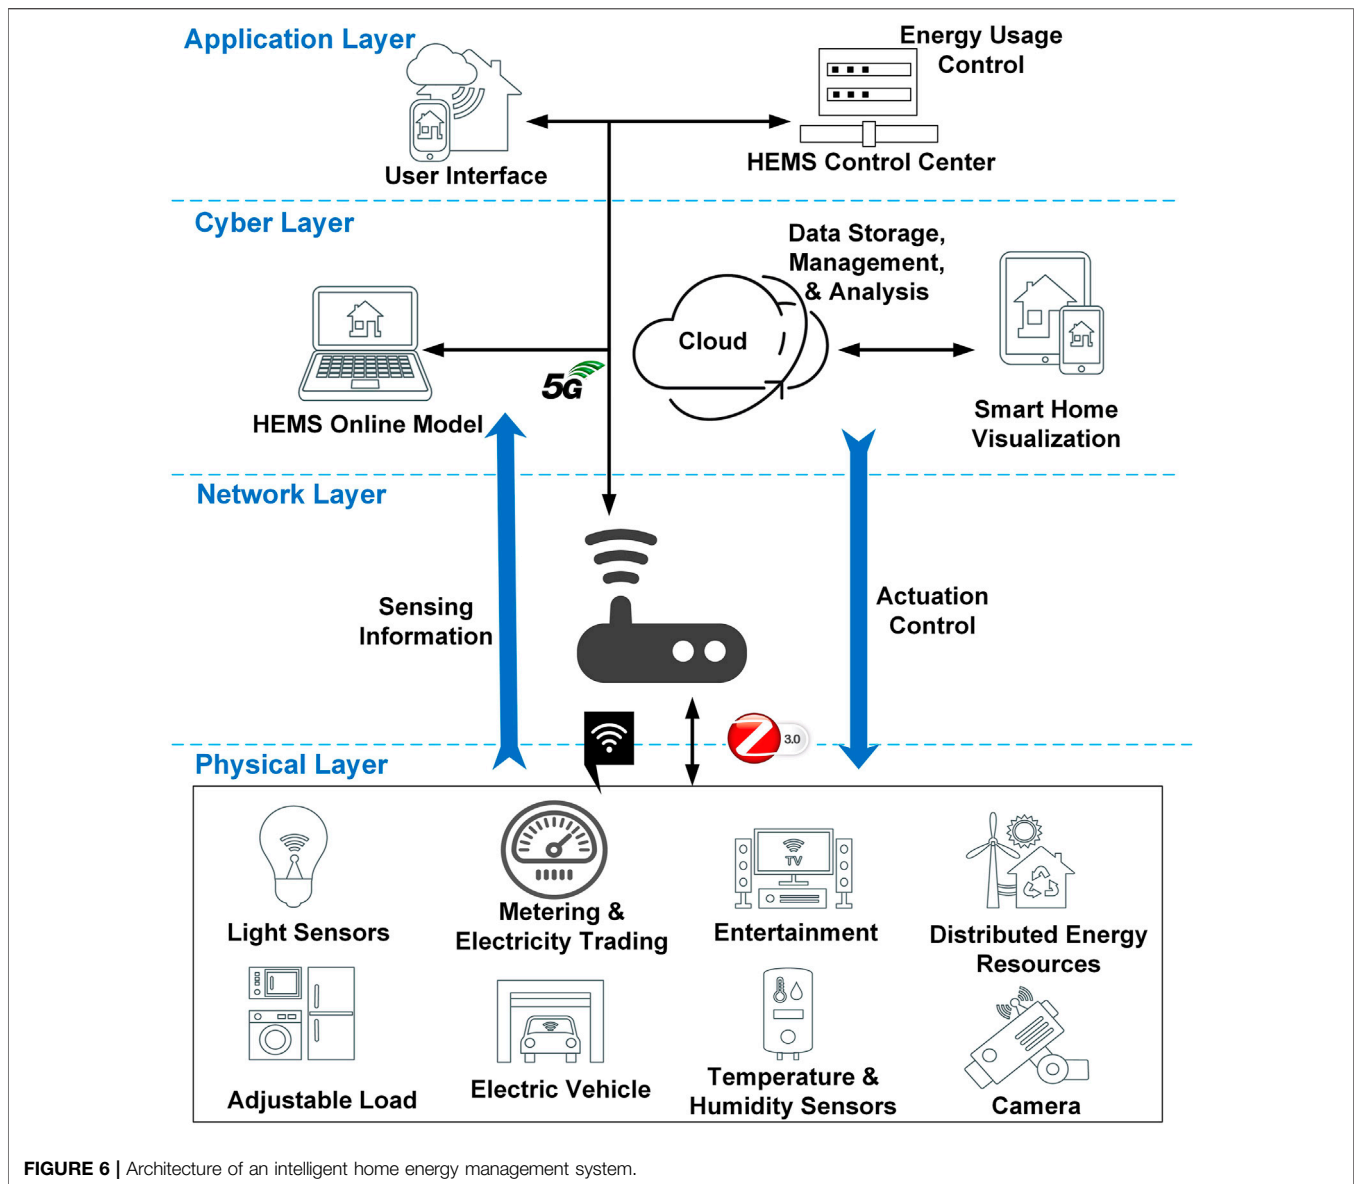 Application Layer
Energy Usage
Control
User Interface
HEMS Control Center
Cyber Layer
Data Storage,
Management,
& Analysis
Cloud
5G
HEMS Online Model
Smart Home
Visualization
Network Layer
Sensing
Information
Actuation
Control
Z 3.0
Physical Layer
TV
Light Sensors
Metering &
Electricity Trading
Entertainment
Distributed Energy
Resources
Adjustable Load
Electric Vehicle
Temperature &
Humidity Sensors
Camera
FIGURE 6 | Architecture of an intelligent home energy management system.